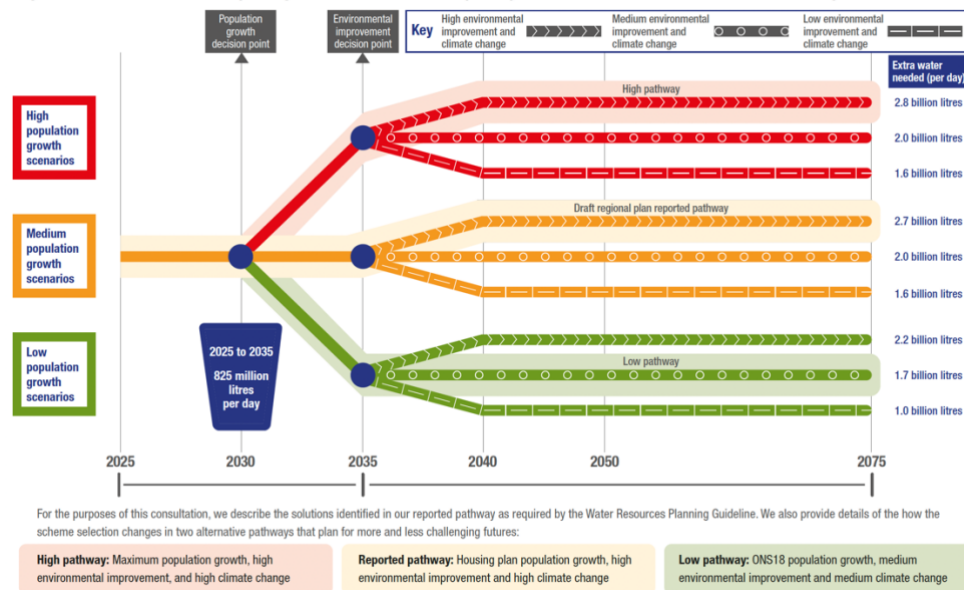 Population
growth
decision point
Environmental
improvement
decision point
Key
High environmental
improvement and
climate change
Medium environmental
improvement and
climate change
Low environmental
improvement and
climate change
Extra water
needed (per day)
High
population
growth
scenarios
High pathway
2.8 billion litres
2.0 billion litres
1.6 billion litres
Medium
population
growth
scenarios
Draft regional plan reported pathway
2.7 billion litres
2.0 billion litres
1.6 billion litres
Low
population
growth
scenarios
2025 to 2035
825 million
litres
per day
2.2 billion litres
Low pathway
1.7 billion litres
1.0 billion litres
2025
2030
2035
2040
2050
2075
For the purposes of this consultation, we describe the solutions identified in our reported pathway as required by the Water Resources Planning Guideline. We also provide details of the how the
scheme selection changes in two alternative pathways that plan for more and less challenging futures:
High pathway: Maximum population growth, high
environmental improvement, and high climate change
Reported pathway: Housing plan population growth, high
environmental improvement and high climate change
Low pathway: ONS18 population growth, medium
environmental improvement and medium climate change